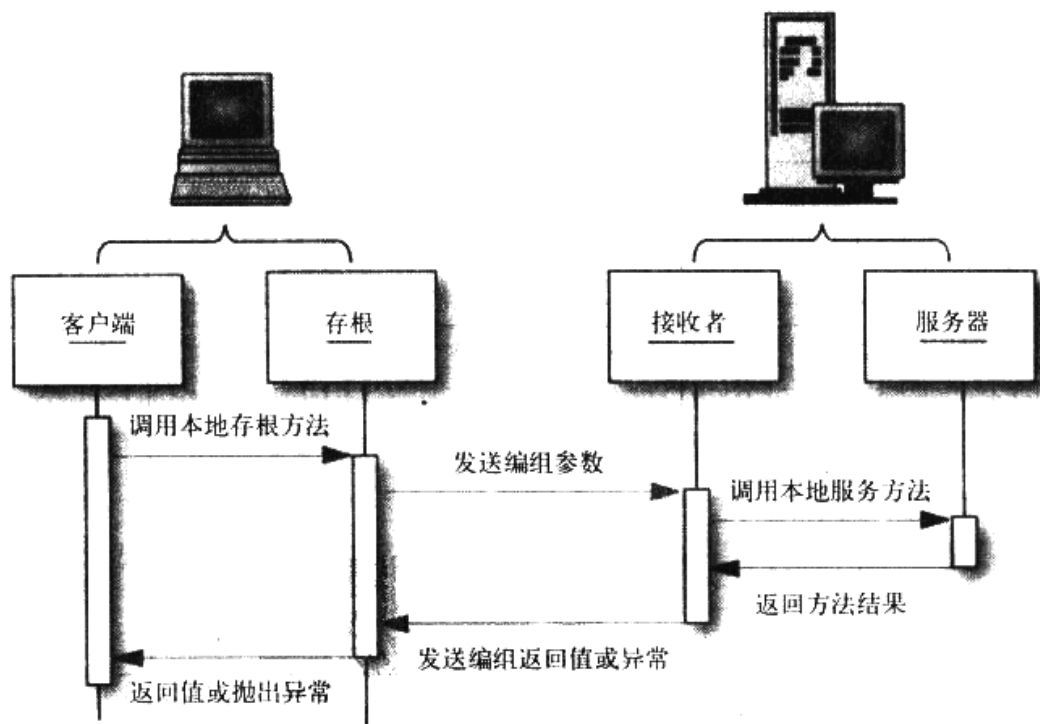 客户端
存根
接收者
服务器
调用本地存根方法
发送编组参数
调用本地服务方法
返回方法结果
发送编组返回值或异常
返回值或抛出异常